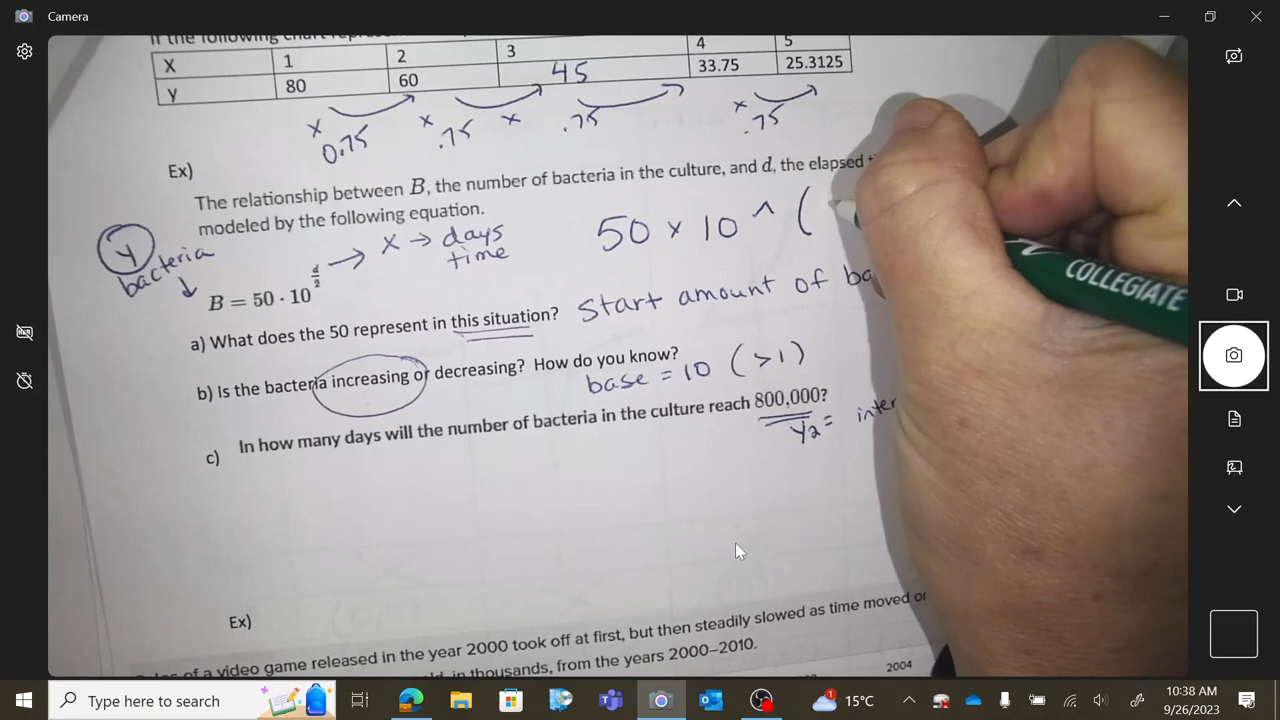 Camera
If the following chart
X 1 2 3 4 5
y 80 60 45 33.75 25.3125
x 0.75 x .75 x .75 x .75
Ex)
The relationship between B, the number of bacteria in the culture, and d, the elapsed
modeled by the following equation.
y
bacteria
x → days
time
50 x 10 ^ (
B = 50 · 10^(d/2)
a) What does the 50 represent in this situation? Start amount of
b) Is the bacteria increasing or decreasing? How do you know?
base = 10 (>1)
c) In how many days will the number of bacteria in the culture reach 800,000?
y2 = inter
COLLEGIATE
Ex)
of a video game released in the year 2000 took off at first, but then steadily slowed as time moved
in thousands, from the years 2000–2010.
2004
Type here to search
15°C
10:38 AM
9/26/2023